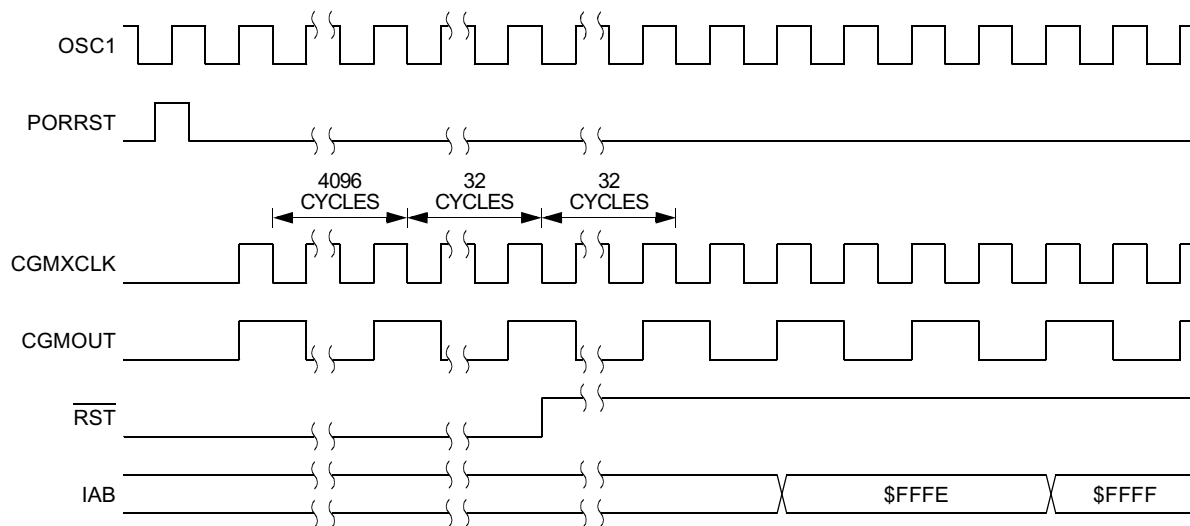 OSC1
PORRST
4096
CYCLES
32
CYCLES
32
CYCLES
CGMXCLK
CGMOUT
RST
IAB
$FFFE
$FFFF